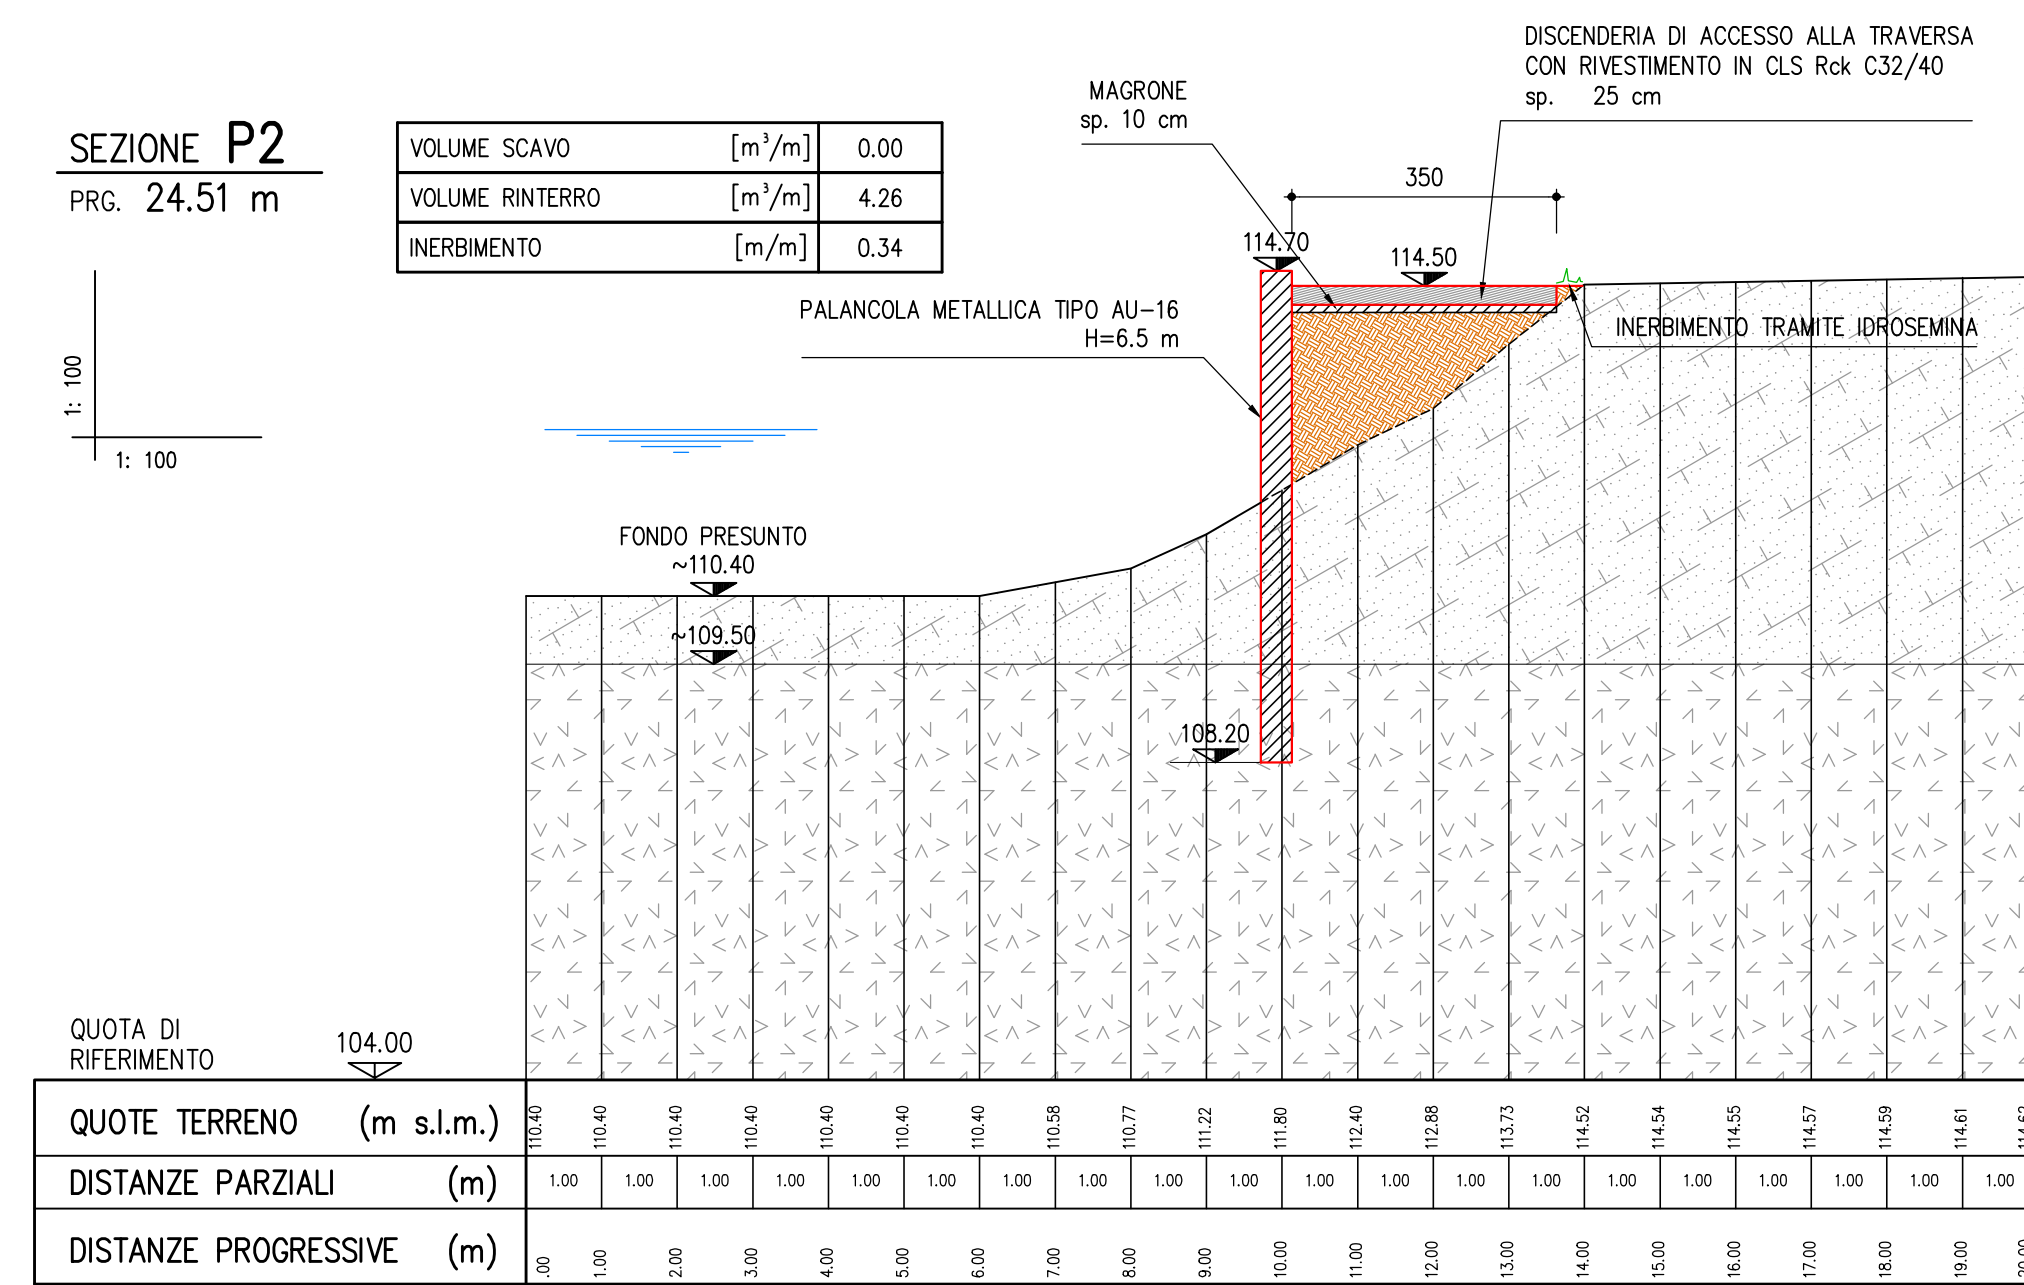 DISCENDERIA DI ACCESSO ALLA TRAVERSA
CON RIVESTIMENTO IN CLS Rck C32/40
sp. 25 cm
MAGRONE
sp. 10 cm
SEZIONE P2
PRG. 24.51 m
VOLUME SCAVO [m³/m] 0.00
VOLUME RINTERRO [m³/m] 4.26
INERBIMENTO [m/m] 0.34
350
114.70
114.50
PALANCOLA METALLICA TIPO AU-16
H=6.5 m
INERBIMENTO TRAMITE IDROSEMINA
1: 100
1: 100
FONDO PRESUNTO
~110.40
~109.50
108.20
QUOTA DI
RIFERIMENTO
104.00
QUOTE TERRENO (m s.l.m.) 110.40 110.40 110.40 110.40 110.40 110.40 110.40 110.58 110.77 111.22 111.80 112.40 112.88 113.73 114.52 114.54 114.55 114.57 114.59 114.61 114.62
DISTANZE PARZIALI (m) 1.00 1.00 1.00 1.00 1.00 1.00 1.00 1.00 1.00 1.00 1.00 1.00 1.00 1.00 1.00 1.00 1.00 1.00 1.00 1.00
DISTANZE PROGRESSIVE (m) .00 1.00 2.00 3.00 4.00 5.00 6.00 7.00 8.00 9.00 10.00 11.00 12.00 13.00 14.00 15.00 16.00 17.00 18.00 19.00 20.00